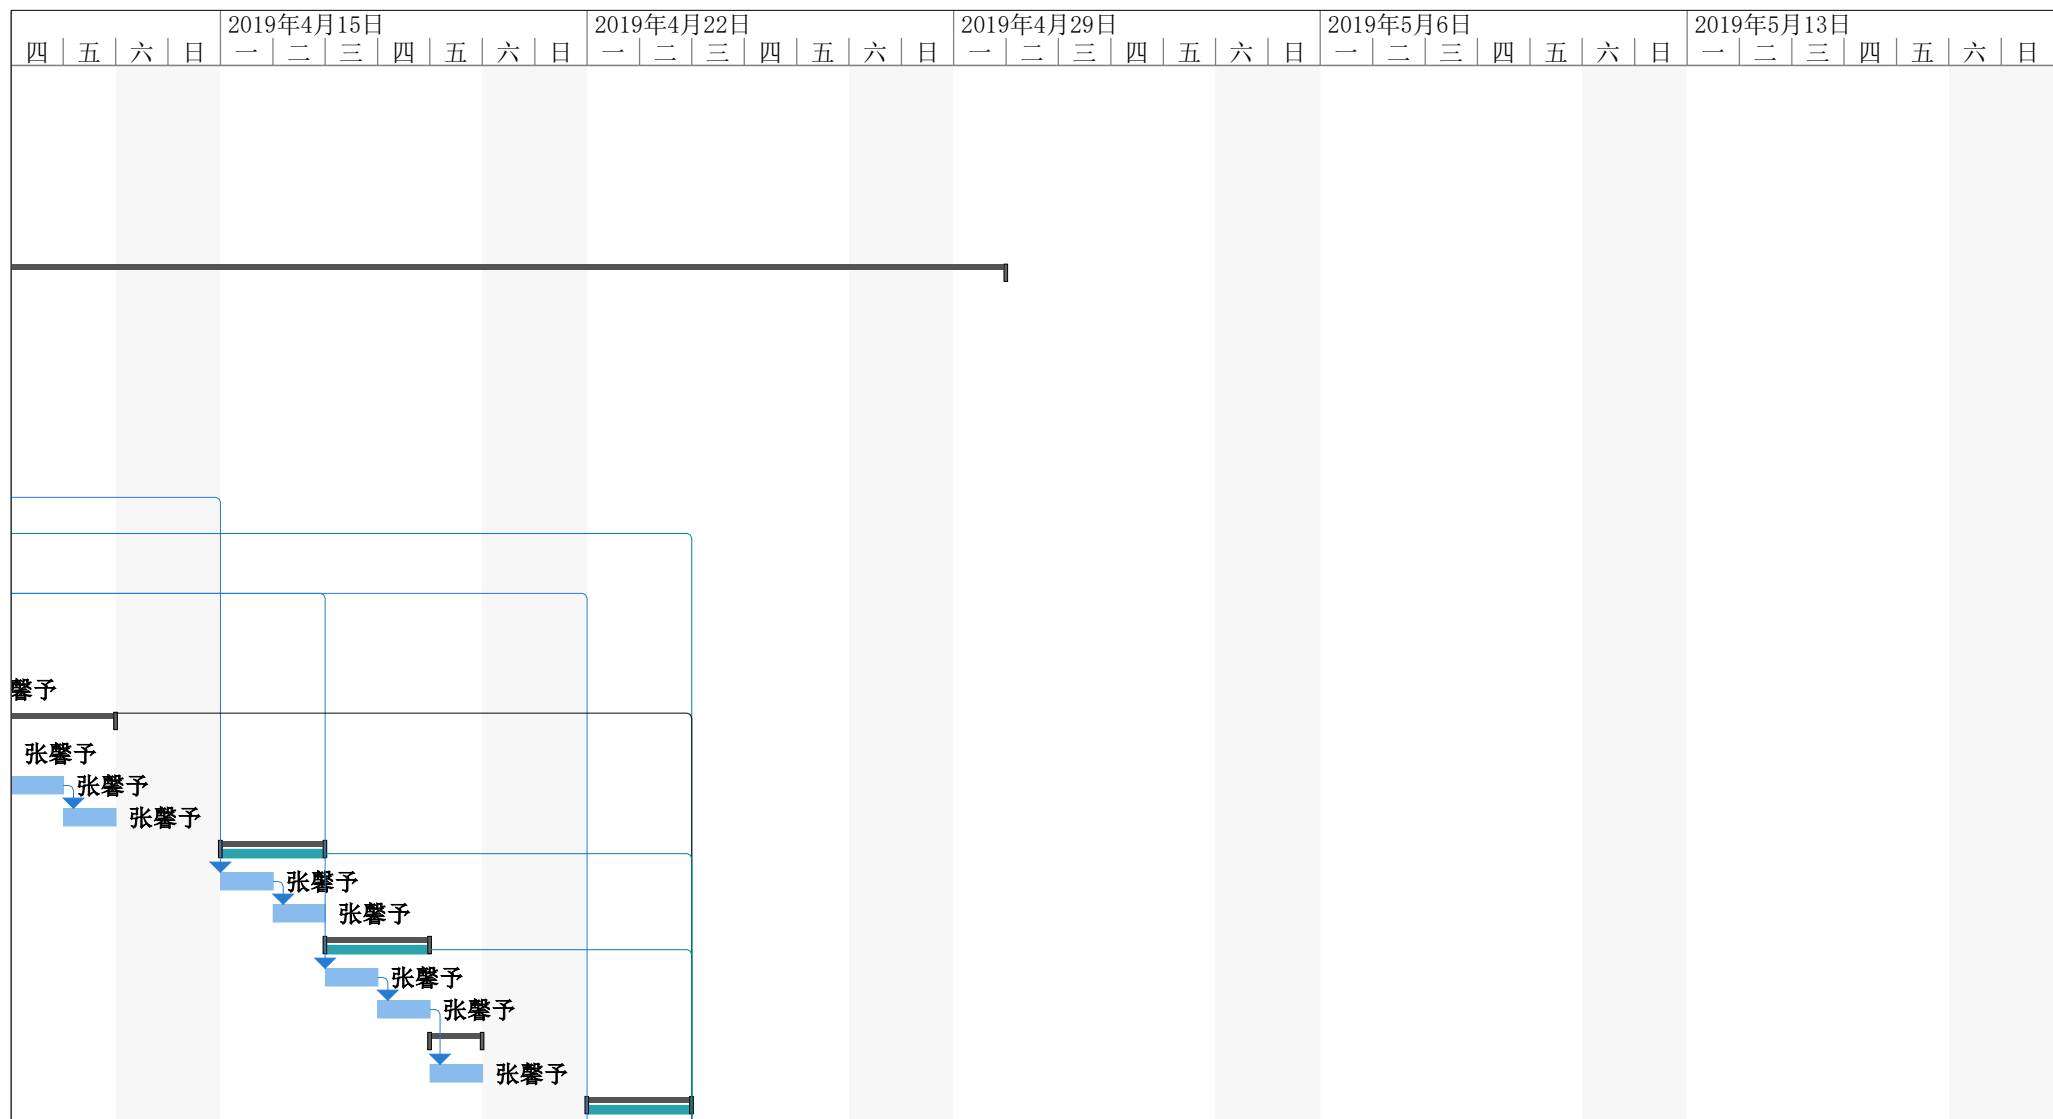 2019年4月15日 2019年4月22日 2019年4月29日 2019年5月6日 2019年5月13日
四 五 六 日 一 二 三 四 五 六 日 一 二 三 四 五 六 日 一 二 三 四 五 六 日 一 二 三 四 五 六 日 一 二 三 四 五 六 日
馨予
张馨予
张馨予
张馨予
张馨予
张馨予
张馨予
张馨予
张馨予